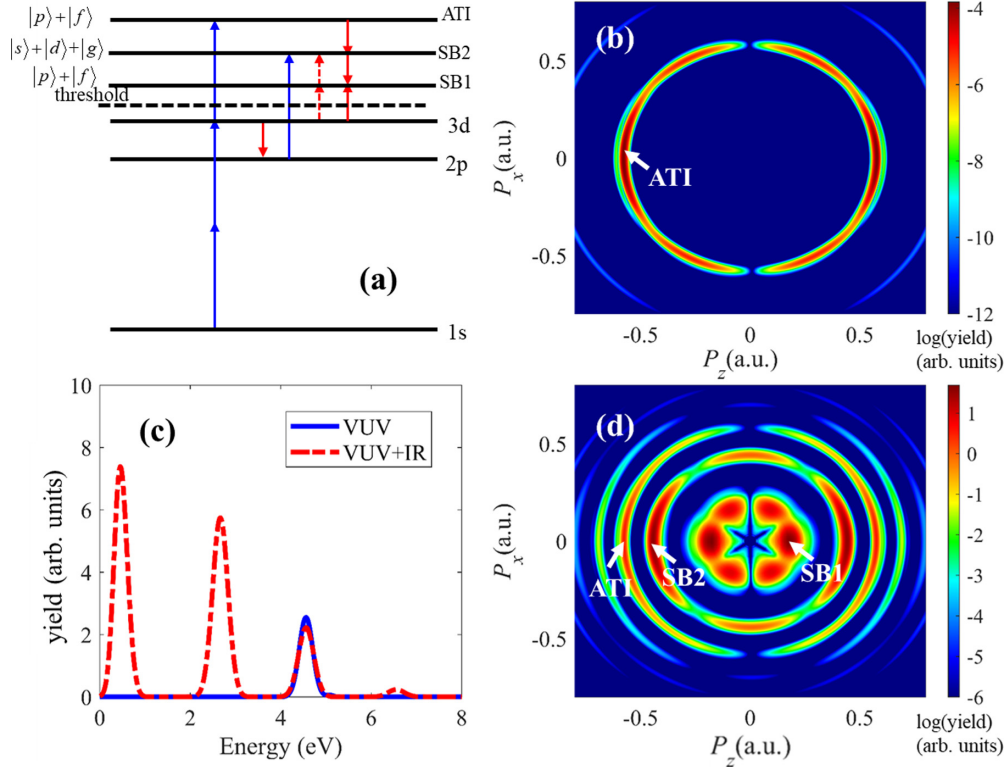 |p⟩+|f⟩ ATI
|s⟩+|d⟩+|g⟩ SB2
|p⟩+|f⟩ SB1
threshold
3d
2p
(a)
1s
(b)
ATI
P_x(a.u.)
0.5
0
-0.5
-0.5 0 0.5
P_z(a.u.)
-4
-6
-8
-10
-12
log(yield)
(arb. units)
(c)
VUV
VUV+IR
yield (arb. units)
10
8
6
4
2
0
0 2 4 6 8
Energy (eV)
(d)
ATI SB2 SB1
P_x(a.u.)
0.5
0
-0.5
-0.5 0 0.5
P_z(a.u.)
1
0
-1
-2
-3
-4
-5
-6
log(yield)
(arb. units)